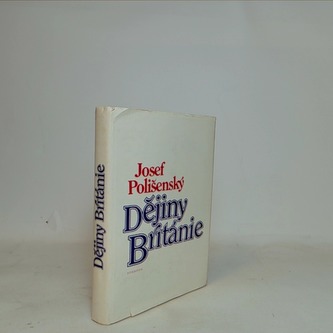 Dějiny Británie
Josef
Polišenský
Dějiny
Británie